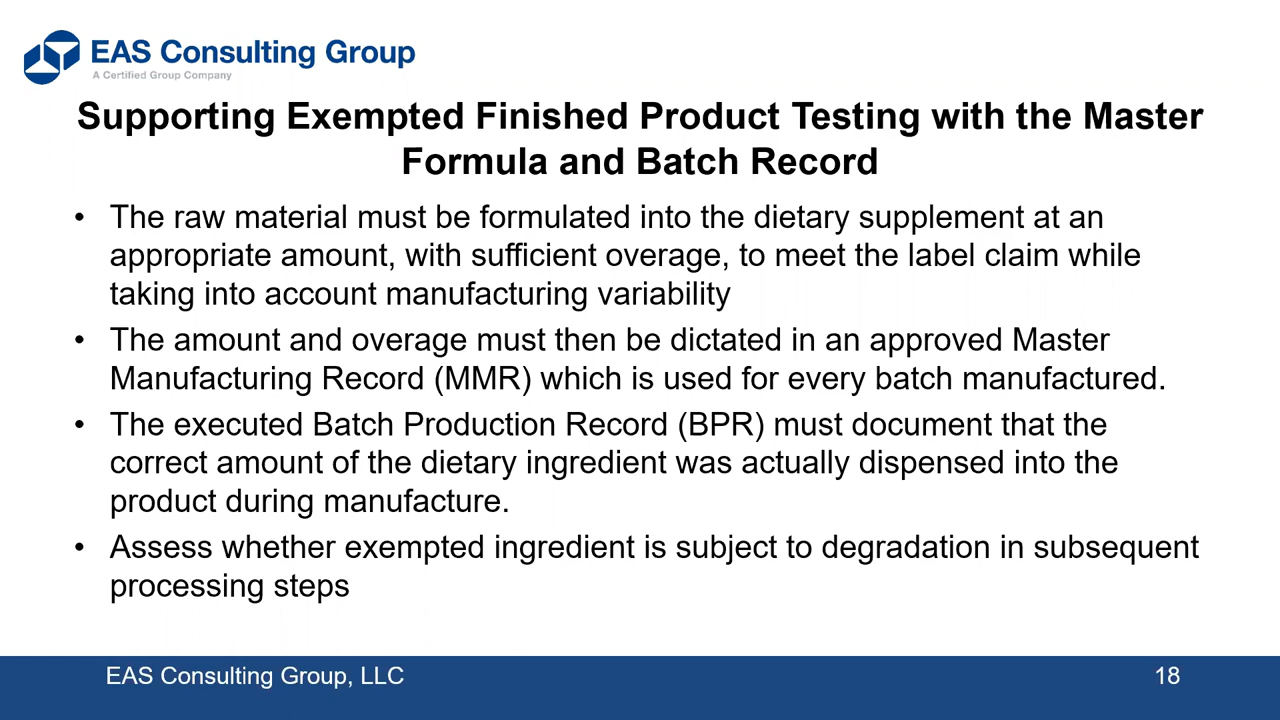 EAS Consulting Group
A Certified Group Company
Supporting Exempted Finished Product Testing with the Master
Formula and Batch Record
• The raw material must be formulated into the dietary supplement at an
appropriate amount, with sufficient overage, to meet the label claim while
taking into account manufacturing variability
• The amount and overage must then be dictated in an approved Master
Manufacturing Record (MMR) which is used for every batch manufactured.
• The executed Batch Production Record (BPR) must document that the
correct amount of the dietary ingredient was actually dispensed into the
product during manufacture.
• Assess whether exempted ingredient is subject to degradation in subsequent
processing steps
EAS Consulting Group, LLC
18